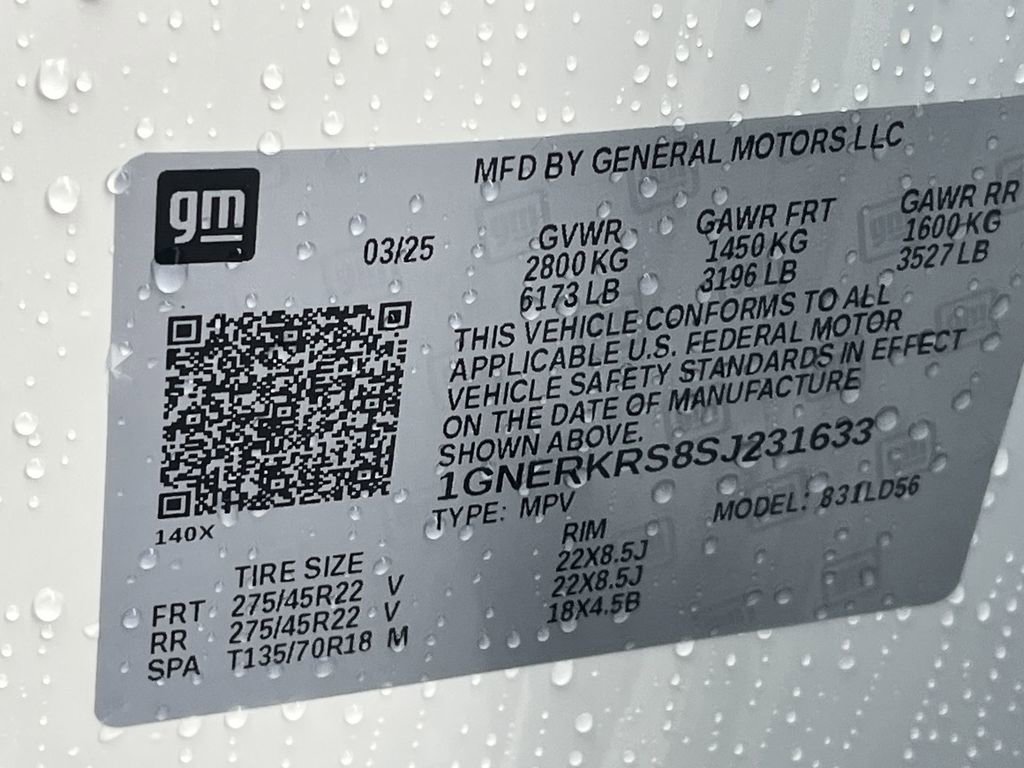 gm
MFD BY GENERAL MOTORS LLC
03/25
GVWR GAWR FRT GAWR RR
2800 KG 1450 KG 1600 KG
6173 LB 3196 LB 3527 LB
THIS VEHICLE CONFORMS TO ALL
APPLICABLE U.S. FEDERAL MOTOR
VEHICLE SAFETY STANDARDS IN EFFECT
ON THE DATE OF MANUFACTURE
SHOWN ABOVE.
1GNERKRS8SJ231633
TYPE: MPV MODEL: 831LD56
140X
TIRE SIZE RIM
FRT 275/45R22 V 22X8.5J
RR 275/45R22 V 22X8.5J
SPA T135/70R18 M 18X4.5B